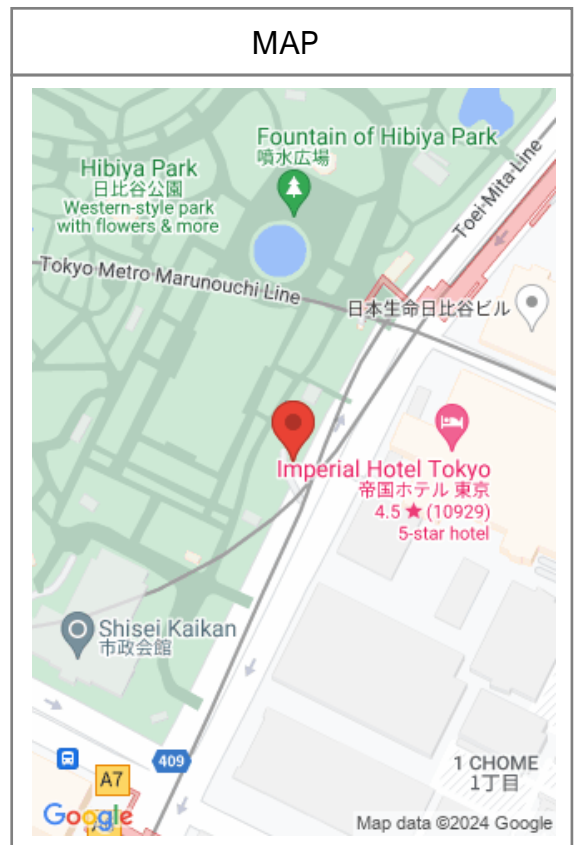 MAP
Fountain of Hibiya Park
噴水広場
Hibiya Park
日比谷公園
Western-style park
with flowers & more
Toei-Mita-Line
Tokyo Metro Marunouchi Line
日本生命日比谷ビル
Imperial Hotel Tokyo
帝国ホテル 東京
4.5 ★ (10929)
5-star hotel
Shisei Kaikan
市政会館
409
A7
1 CHOME
1丁目
Google
Map data ©2024 Google